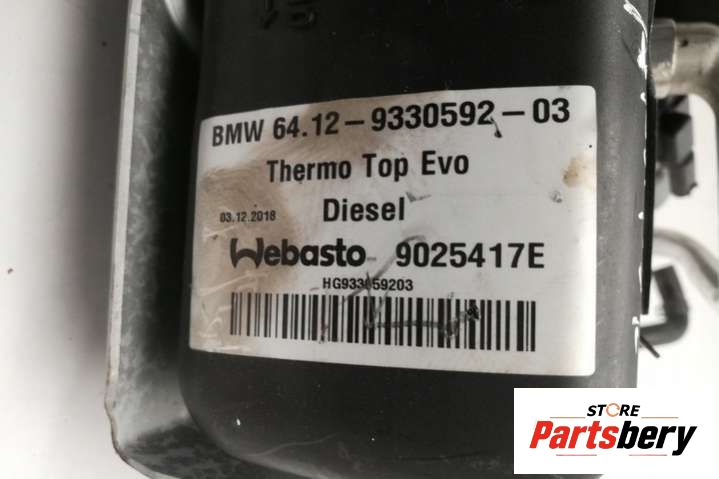 BMW 64.12-9330592-03
Thermo Top Evo
03.12.2018 Diesel
Webasto 9025417E
STORE
Partsbery